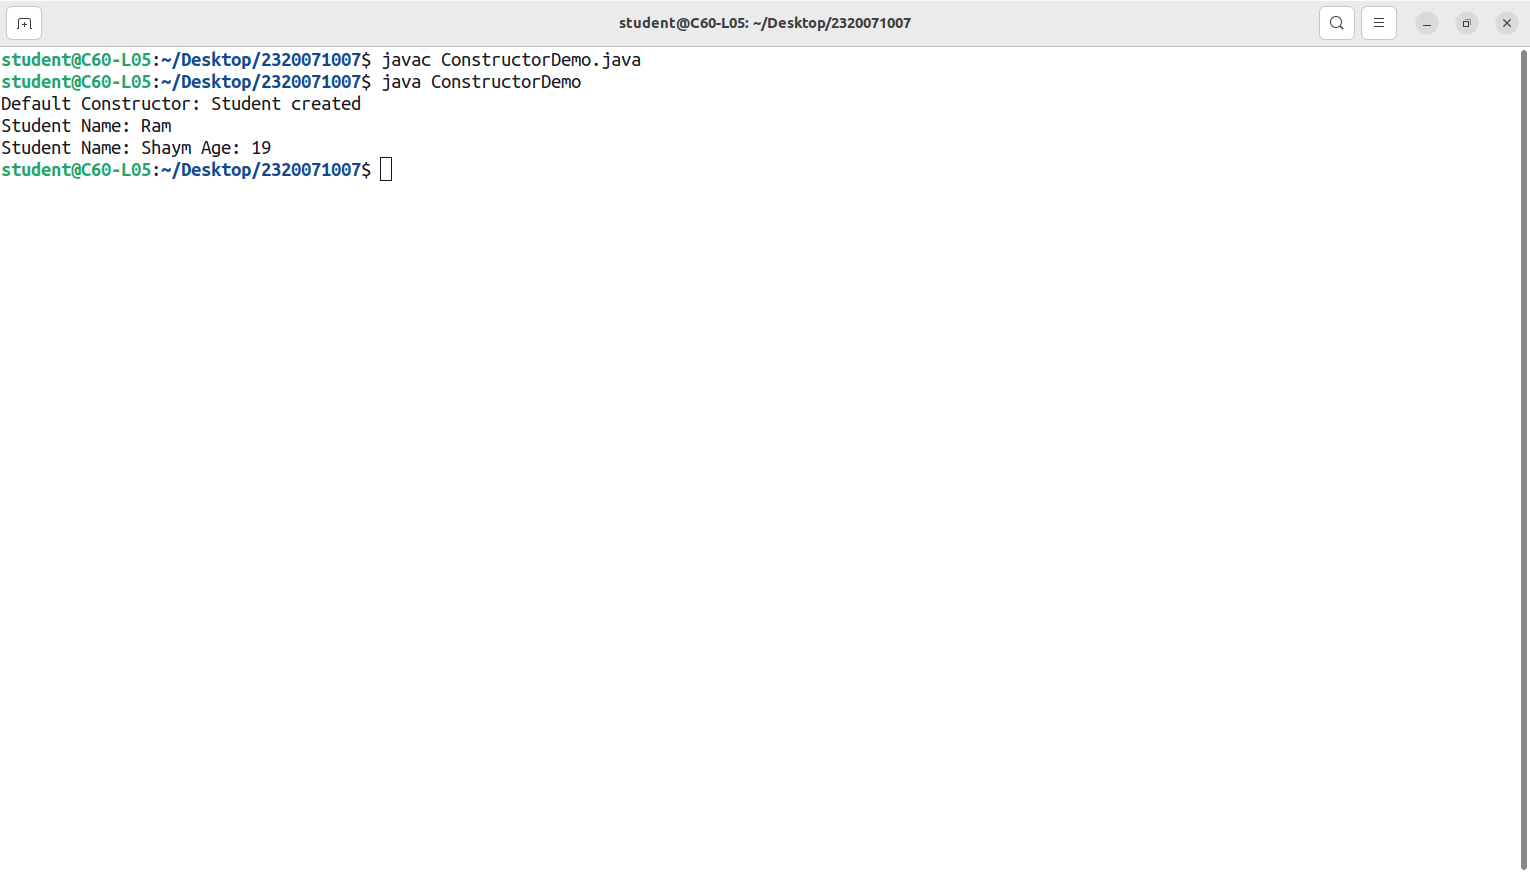 student@C60-L05: ~/Desktop/2320071007
student@C60-L05:~/Desktop/2320071007$ javac ConstructorDemo.java
student@C60-L05:~/Desktop/2320071007$ java ConstructorDemo
Default Constructor: Student created
Student Name: Ram
Student Name: Shaym Age: 19
student@C60-L05:~/Desktop/2320071007$